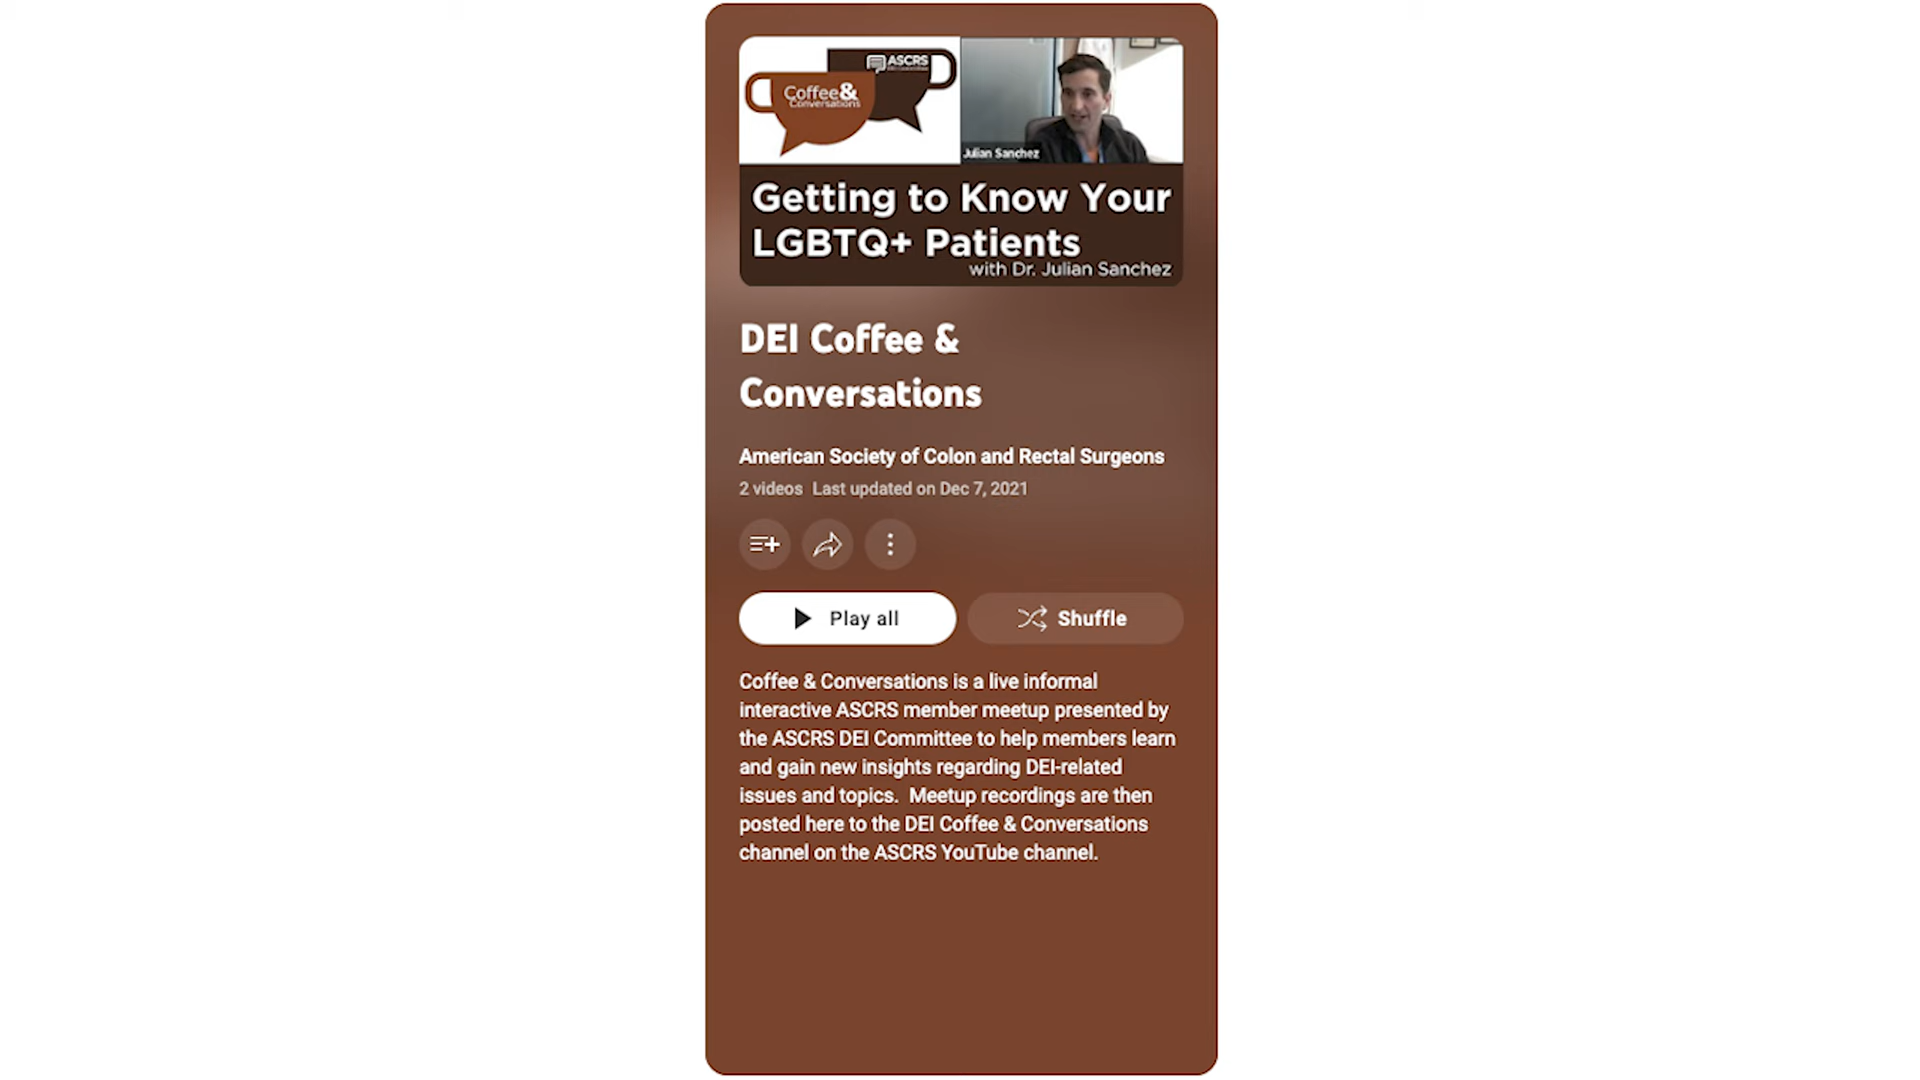 ASCRS
Coffee&
Conversations
Julian Sanchez
Getting to Know Your
LGBTQ+ Patients
with Dr. Julian Sanchez
DEI Coffee &
Conversations
American Society of Colon and Rectal Surgeons
2 videos Last updated on Dec 7, 2021
Play all
Shuffle
Coffee & Conversations is a live informal
interactive ASCRS member meetup presented by
the ASCRS DEI Committee to help members learn
and gain new insights regarding DEI-related
issues and topics.  Meetup recordings are then
posted here to the DEI Coffee & Conversations
channel on the ASCRS YouTube channel.